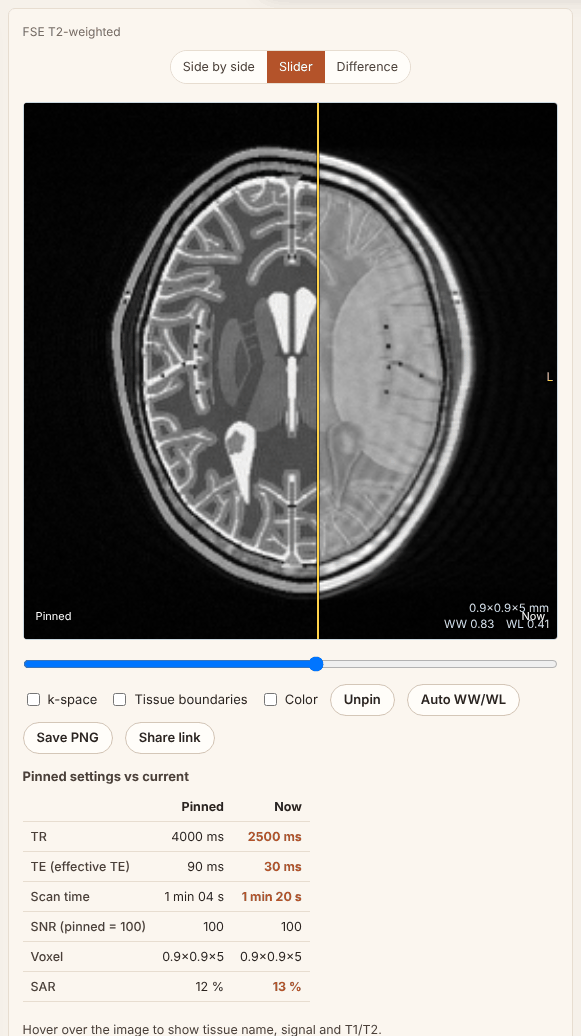 FSE T2-weighted
Side by side Slider Difference
L
0.9×0.9×5 mm
Pinned Now
WW 0.83 WL 0.41
k-space Tissue boundaries Color Unpin Auto WW/WL
Save PNG Share link
Pinned settings vs current
Pinned Now
TR 4000 ms 2500 ms
TE (effective TE) 90 ms 30 ms
Scan time 1 min 04 s 1 min 20 s
SNR (pinned = 100) 100 100
Voxel 0.9×0.9×5 0.9×0.9×5
SAR 12 % 13 %
Hover over the image to show tissue name, signal and T1/T2.